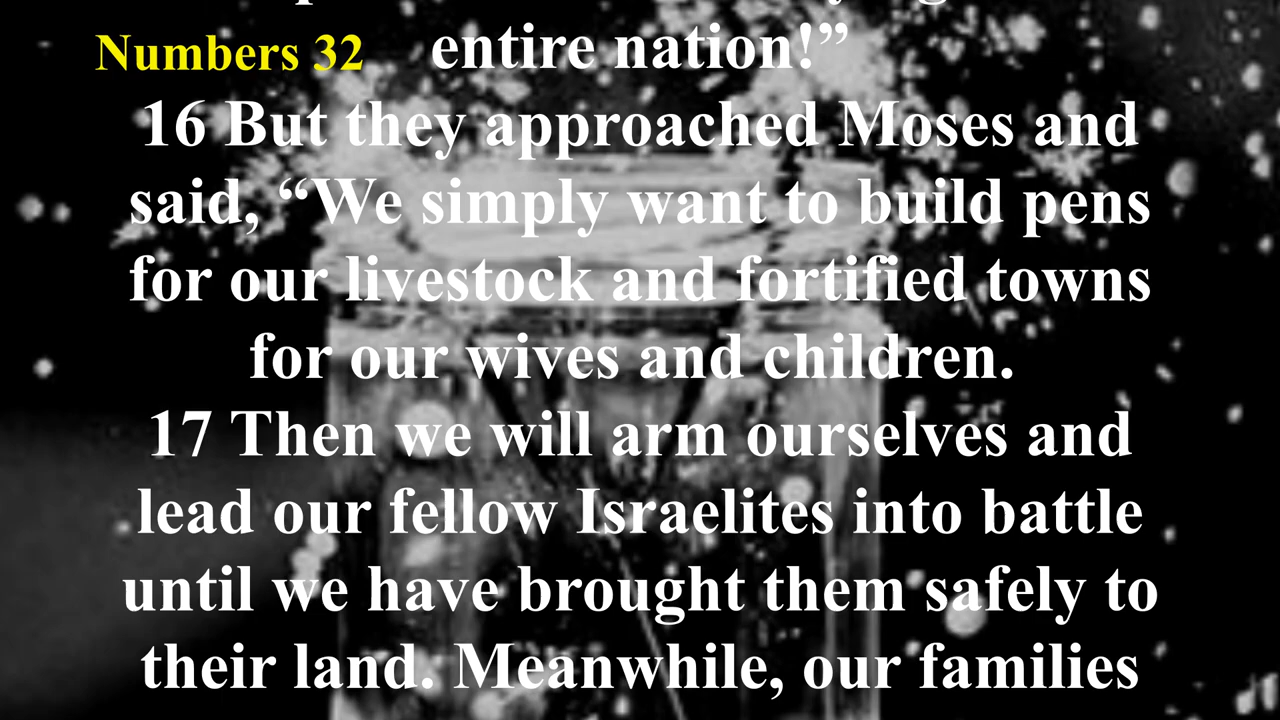 Numbers 32
entire nation!”
16 But they approached Moses and
said, “We simply want to build pens
for our livestock and fortified towns
for our wives and children.
17 Then we will arm ourselves and
lead our fellow Israelites into battle
until we have brought them safely to
their land. Meanwhile, our families